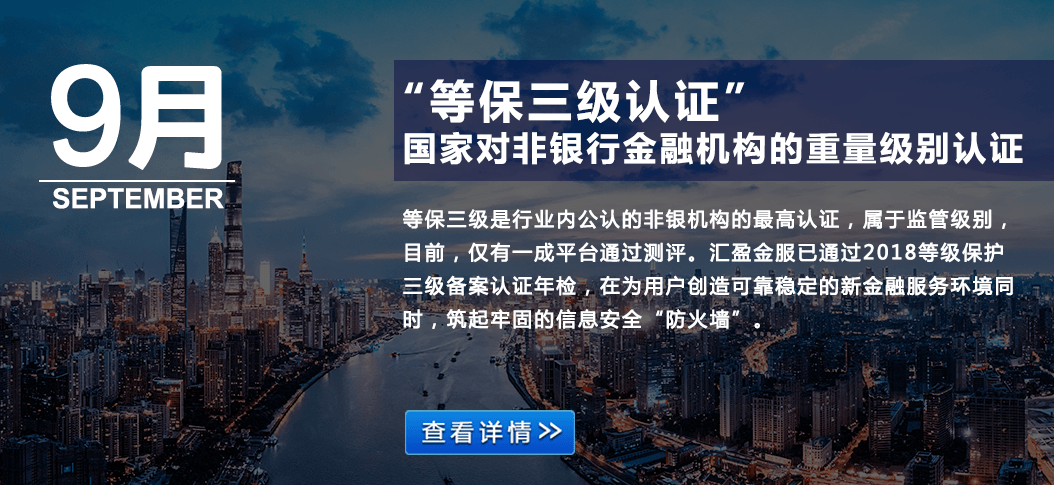 9月
SEPTEMBER
“等保三级认证”
国家对非银行金融机构的重量级别认证
等保三级是行业内公认的非银机构的最高认证，属于监管级别，
目前，仅有一成平台通过测评。汇盈金服已通过2018等级保护
三级备案认证年检，在为用户创造可靠稳定的新金融服务环境同
时，筑起牢固的信息安全“防火墙”。
查看详情>>